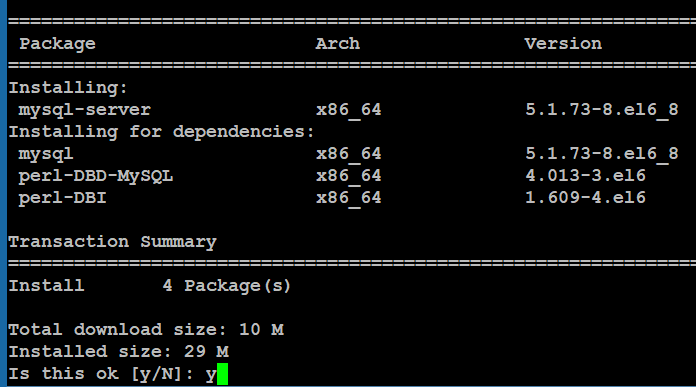 ================================================================
Package Arch Version
================================================================
Installing:
mysql-server x86_64 5.1.73-8.el6_8
Installing for dependencies:
mysql x86_64 5.1.73-8.el6_8
perl-DBD-MySQL x86_64 4.013-3.el6
perl-DBI x86_64 1.609-4.el6
Transaction Summary
================================================================
Install 4 Package(s)
Total download size: 10 M
Installed size: 29 M
Is this ok [y/N]: y